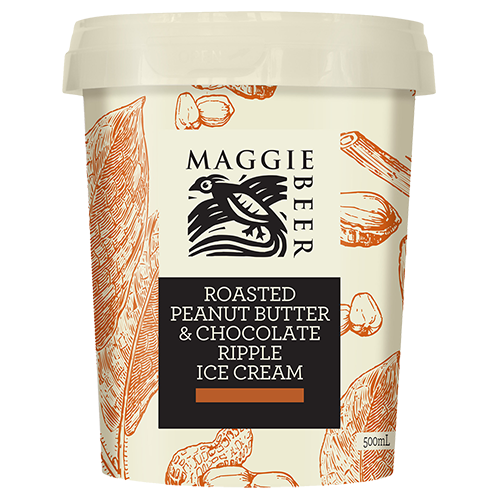 MAGGIE
BEER
ROASTED
PEANUT BUTTER
& CHOCOLATE
RIPPLE
ICE CREAM
500mL